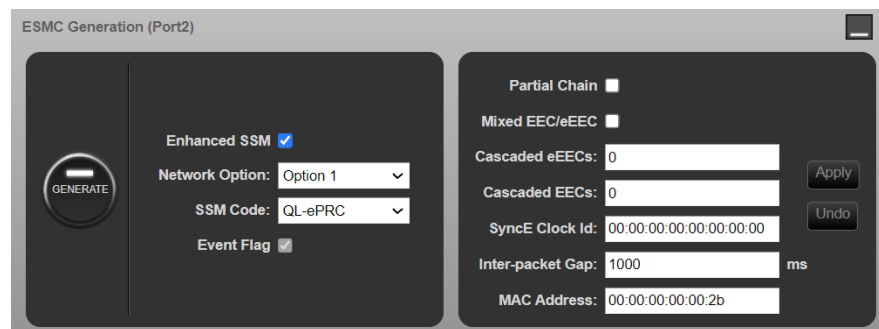 ESMC Generation (Port2)
GENERATE
Enhanced SSM
Network Option: Option 1
SSM Code: QL-ePRC
Event Flag
Partial Chain
Mixed EEC/eEEC
Cascaded eEECs: 0
Cascaded EECs: 0
SyncE Clock Id: 00:00:00:00:00:00:00:00
Inter-packet Gap: 1000 ms
MAC Address: 00:00:00:00:00:2b
Apply
Undo